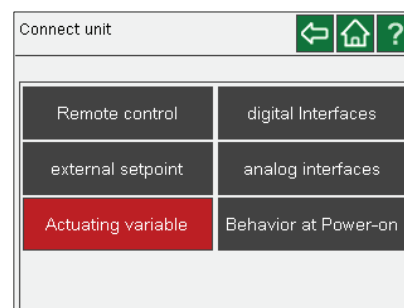 Connect unit
?
Remote control
digital Interfaces
external setpoint
analog interfaces
Actuating variable
Behavior at Power-on